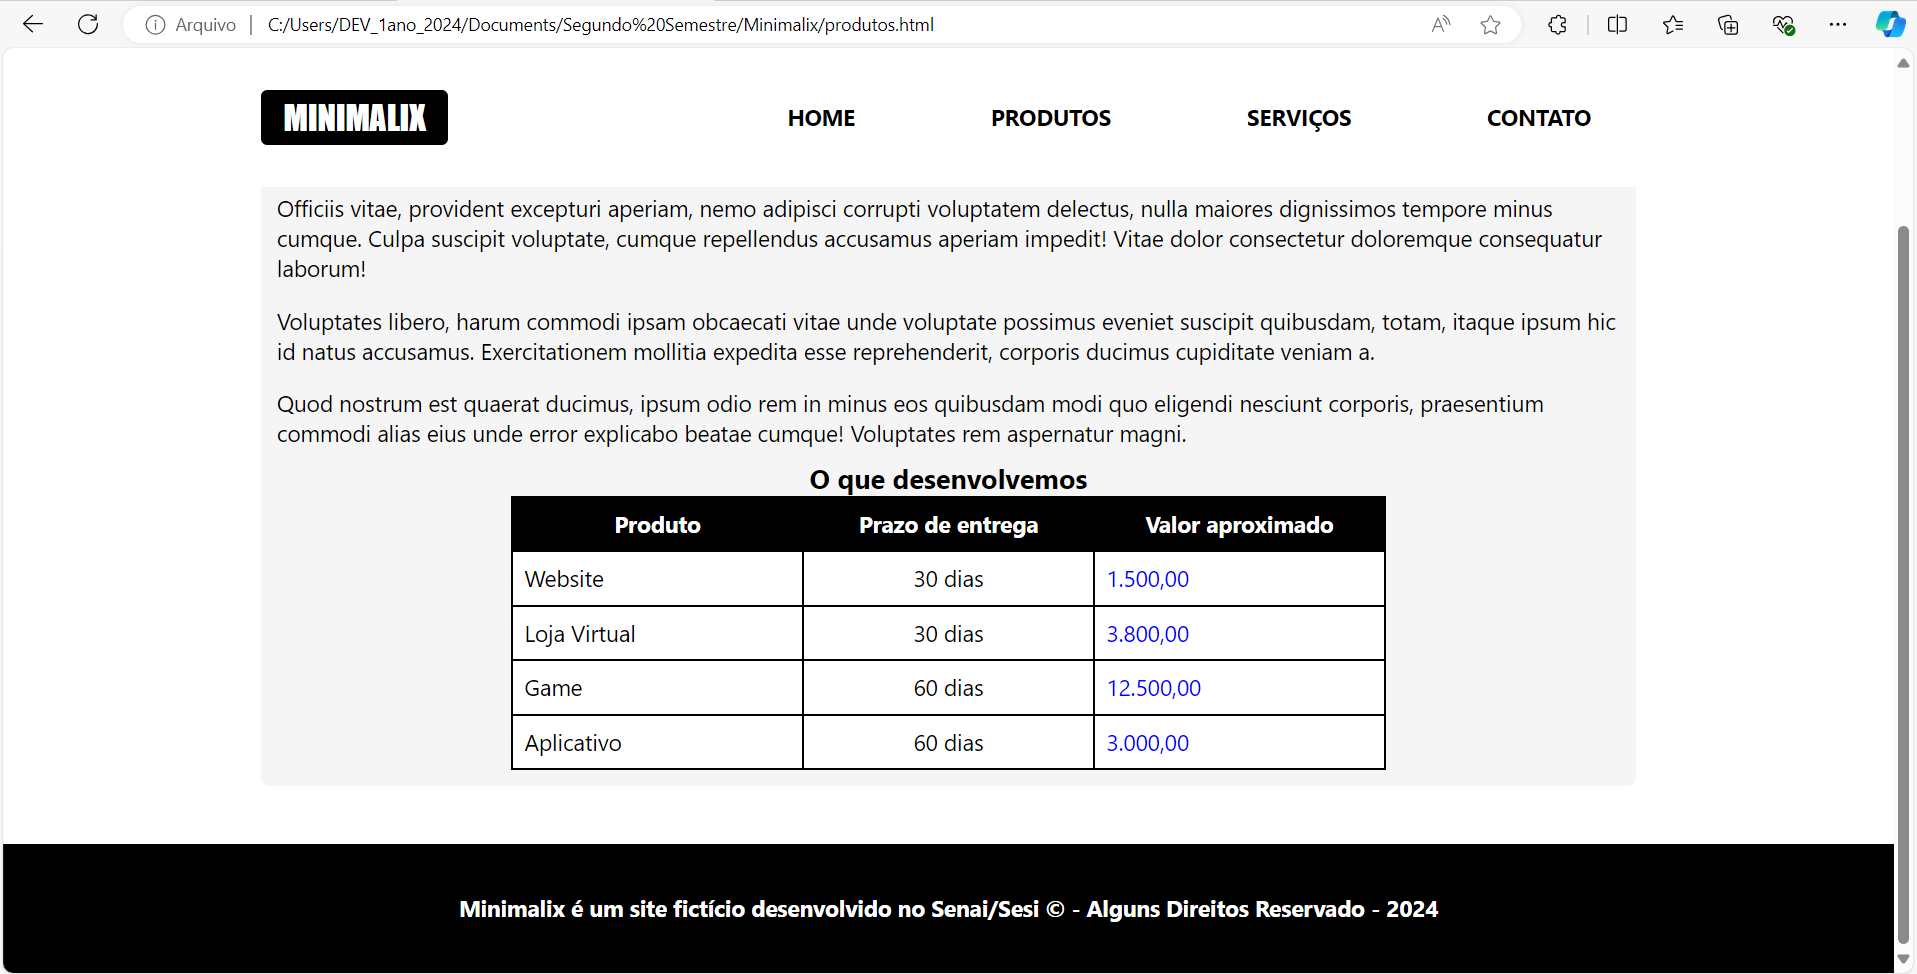 Arquivo | C:/Users/DEV_1ano_2024/Documents/Segundo%20Semestre/Minimalix/produtos.html
MINIMALIX HOME PRODUTOS SERVIÇOS CONTATO
Officiis vitae, provident excepturi aperiam, nemo adipisci corrupti voluptatem delectus, nulla maiores dignissimos tempore minus
cumque. Culpa suscipit voluptate, cumque repellendus accusamus aperiam impedit! Vitae dolor consectetur doloremque consequatur
laborum!
Voluptates libero, harum commodi ipsam obcaecati vitae unde voluptate possimus eveniet suscipit quibusdam, totam, itaque ipsum hic
id natus accusamus. Exercitationem mollitia expedita esse reprehenderit, corporis ducimus cupiditate veniam a.
Quod nostrum est quaerat ducimus, ipsum odio rem in minus eos quibusdam modi quo eligendi nesciunt corporis, praesentium
commodi alias eius unde error explicabo beatae cumque! Voluptates rem aspernatur magni.
O que desenvolvemos
Produto Prazo de entrega Valor aproximado
Website 30 dias 1.500,00
Loja Virtual 30 dias 3.800,00
Game 60 dias 12.500,00
Aplicativo 60 dias 3.000,00
Minimalix é um site fictício desenvolvido no Senai/Sesi © - Alguns Direitos Reservado - 2024